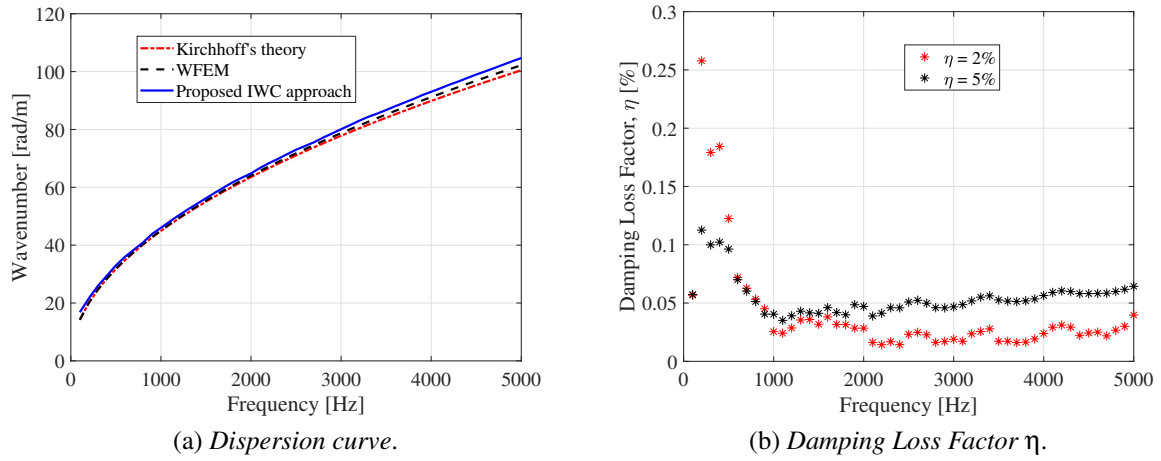 120
100
80
60
40
20
0
Wavenumber [rad/m]
Kirchhoff's theory
WFEM
Proposed IWC approach
0 1000 2000 3000 4000 5000
Frequency [Hz]
(a) Dispersion curve.
0.3
0.25
0.2
0.15
0.1
0.05
0
Damping Loss Factor, η [%]
η = 2%
η = 5%
0 1000 2000 3000 4000 5000
Frequency [Hz]
(b) Damping Loss Factor η.